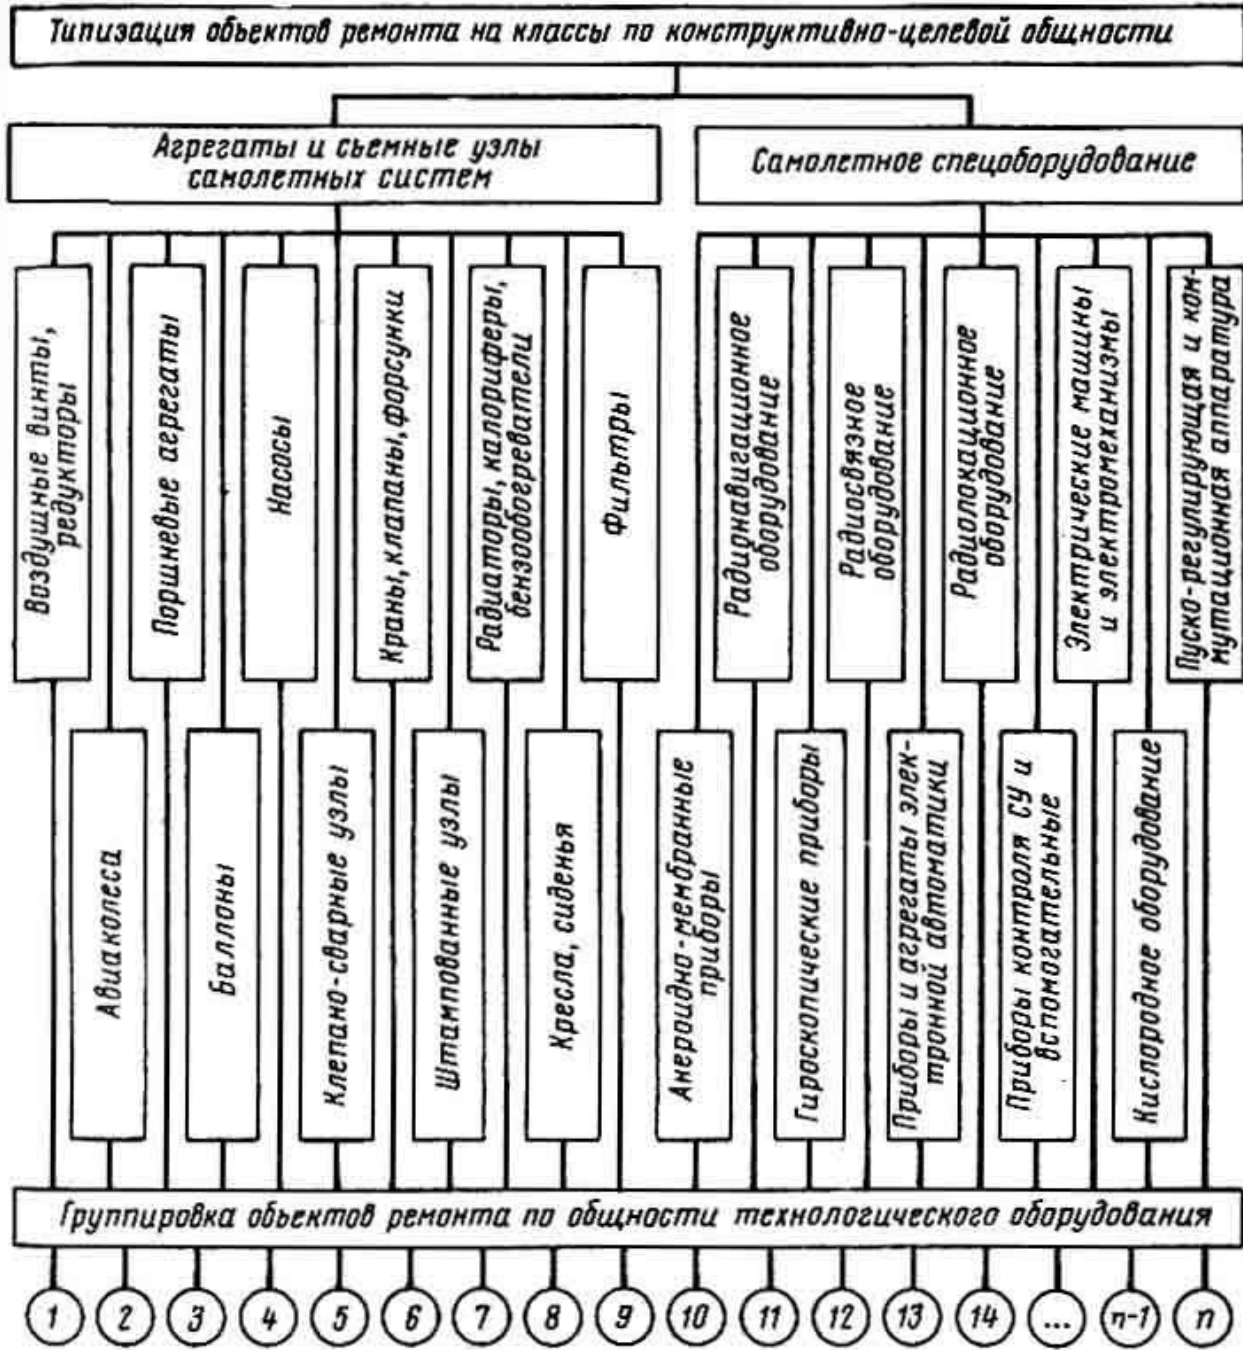 Типизация объектов ремонта на классы по конструктивно-целевой общности
Агрегаты и съемные узлы
самолетных систем
Самолетное спецоборудование
Воздушные винты,
редукторы
Поршневые агрегаты
Насосы
Краны, клапаны, форсунки
Радиаторы, калориферы,
бензообогреватели
Фильтры
Радионавигационное
оборудование
Радиосвязное
оборудование
Радиолокационное
оборудование
Электрические машины
и электромеханизмы
Пуско-регулирующая и ком-
мутационная аппаратура
Авиаколеса
Баллоны
Клепано-сварные узлы
Штампованные узлы
Кресла, сиденья
Анероидно-мембранные
приборы
Гироскопические приборы
Приборы и агрегаты элек-
тронной автоматики
Приборы контроля СУ и
вспомогательные
Кислородное оборудование
Группировка объектов ремонта по общности технологического оборудования
1 2 3 4 5 6 7 8 9 10 11 12 13 14 ... n-1 n